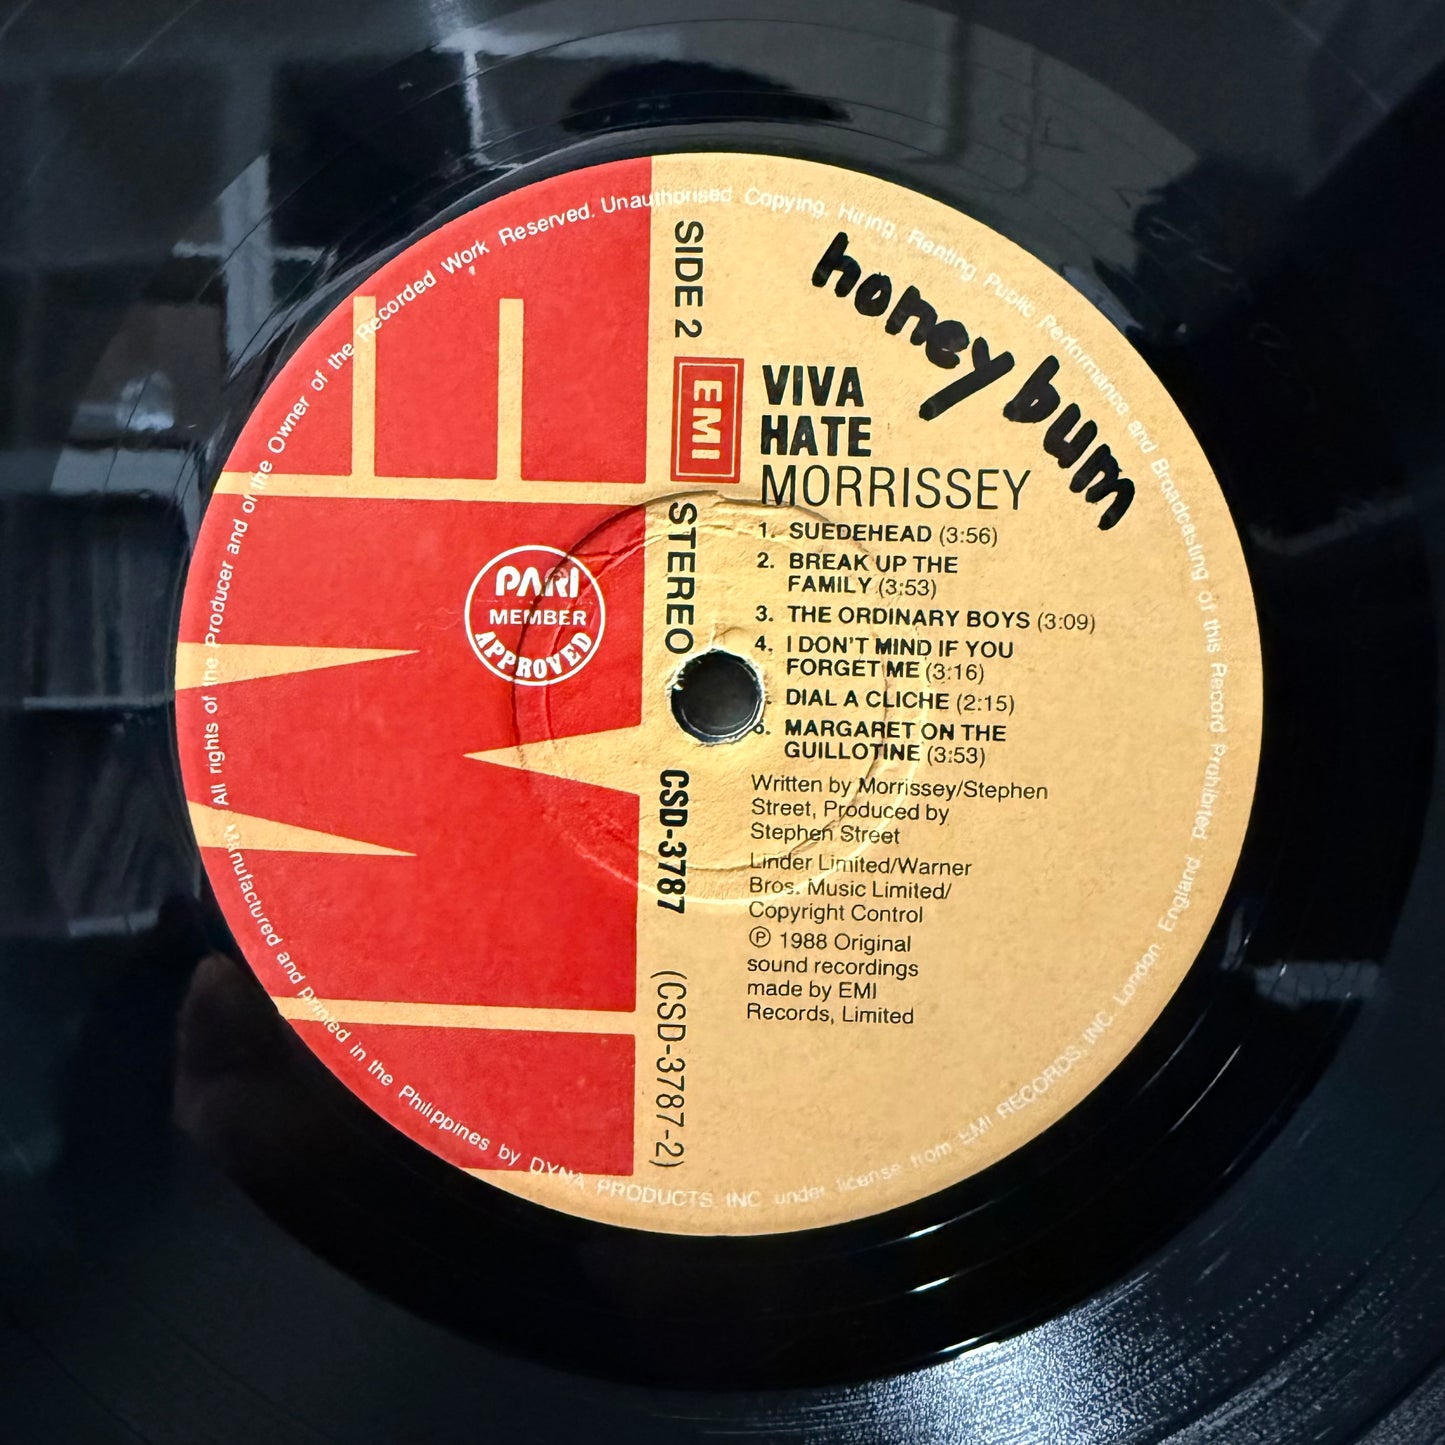 All rights of the Producer and of the Owner of the Recorded Work Reserved. Unauthorised Copying, Hiring, Renting, Public Performance and Broadcasting of this Record Prohibited.
honey bum
SIDE 2
EMI
STEREO
CSD-3787
(CSD-3787-2)
PARI
MEMBER
APPROVED
VIVA
HATE
MORRISSEY
1. SUEDEHEAD (3:56)
2. BREAK UP THE
FAMILY (3:53)
3. THE ORDINARY BOYS (3:09)
4. I DON'T MIND IF YOU
FORGET ME (3:16)
DIAL A CLICHE (2:15)
6. MARGARET ON THE
GUILLOTINE (3:53)
Written by Morrissey/Stephen
Street, Produced by
Stephen Street
Linder Limited/Warner
Bros. Music Limited/
Copyright Control
℗ 1988 Original
sound recordings
made by EMI
Records, Limited
Manufactured and printed in the Philippines by DYNA PRODUCTS INC under license from EMI RECORDS, INC. London, England